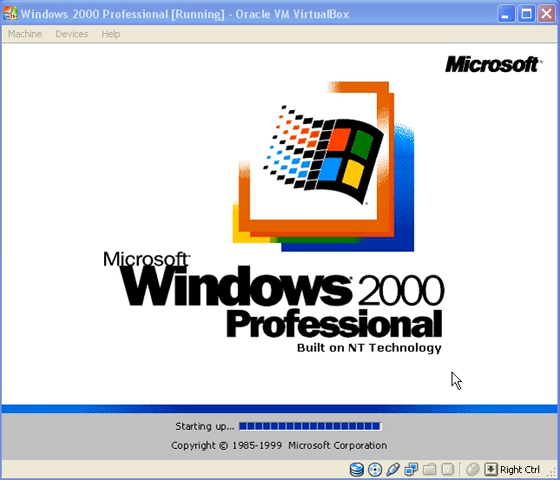 Windows 2000 Professional [Running] - Oracle VM VirtualBox
Machine Devices Help
Microsoft
Microsoft
Windows 2000
Professional
Built on NT Technology
Starting up...
Copyright © 1985-1999 Microsoft Corporation
Right Ctrl